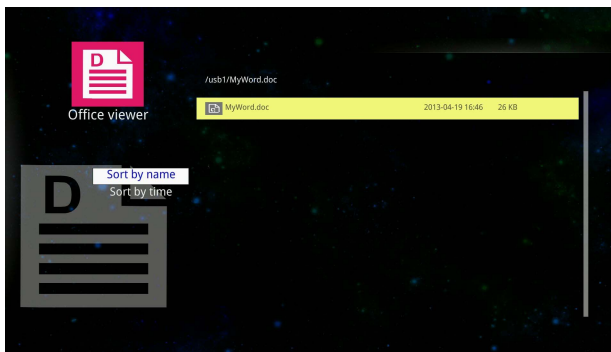 D
Office viewer
/usb1/MyWord.doc
MyWord.doc 2013-04-19 16:46 26 KB
Sort by name
Sort by time
D